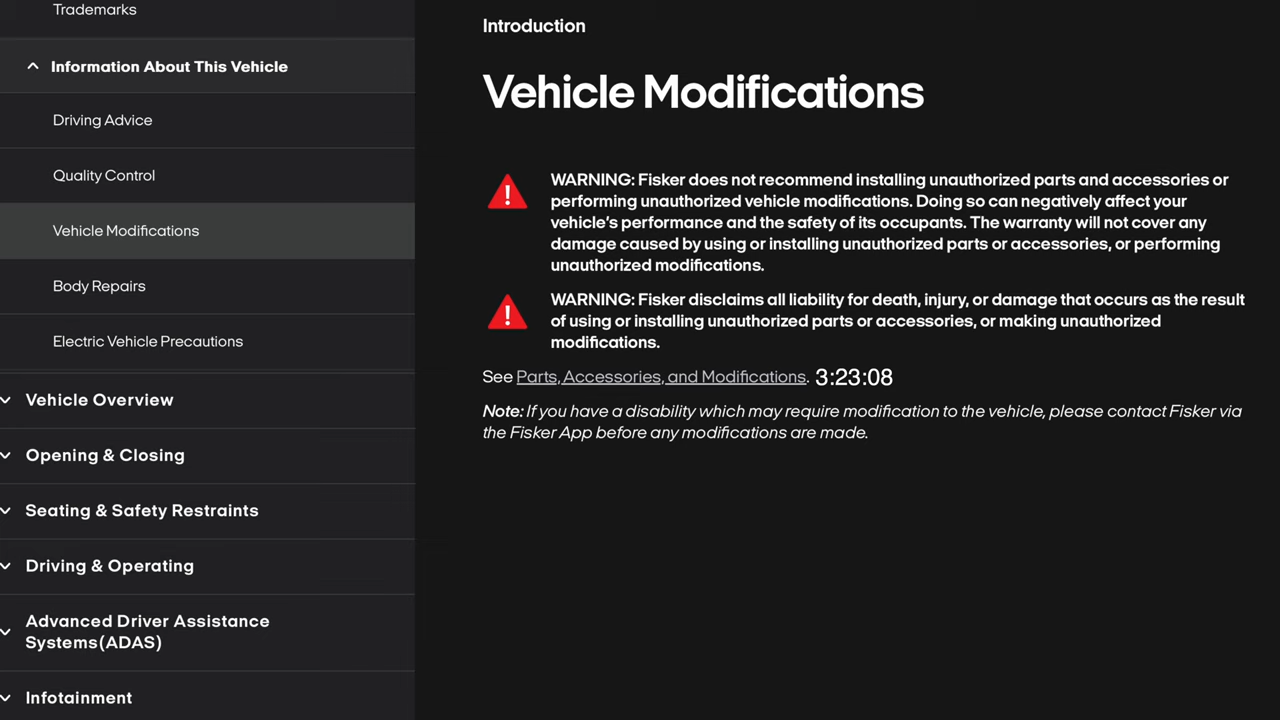 Trademarks
Information About This Vehicle
Driving Advice
Quality Control
Vehicle Modifications
Body Repairs
Electric Vehicle Precautions
Vehicle Overview
Opening & Closing
Seating & Safety Restraints
Driving & Operating
Advanced Driver Assistance
Systems(ADAS)
Infotainment
Introduction
Vehicle Modifications
WARNING: Fisker does not recommend installing unauthorized parts and accessories or
performing unauthorized vehicle modifications. Doing so can negatively affect your
vehicle's performance and the safety of its occupants. The warranty will not cover any
damage caused by using or installing unauthorized parts or accessories, or performing
unauthorized modifications.
WARNING: Fisker disclaims all liability for death, injury, or damage that occurs as the result
of using or installing unauthorized parts or accessories, or making unauthorized
modifications.
See Parts, Accessories, and Modifications. 3:23:08
Note: If you have a disability which may require modification to the vehicle, please contact Fisker via
the Fisker App before any modifications are made.